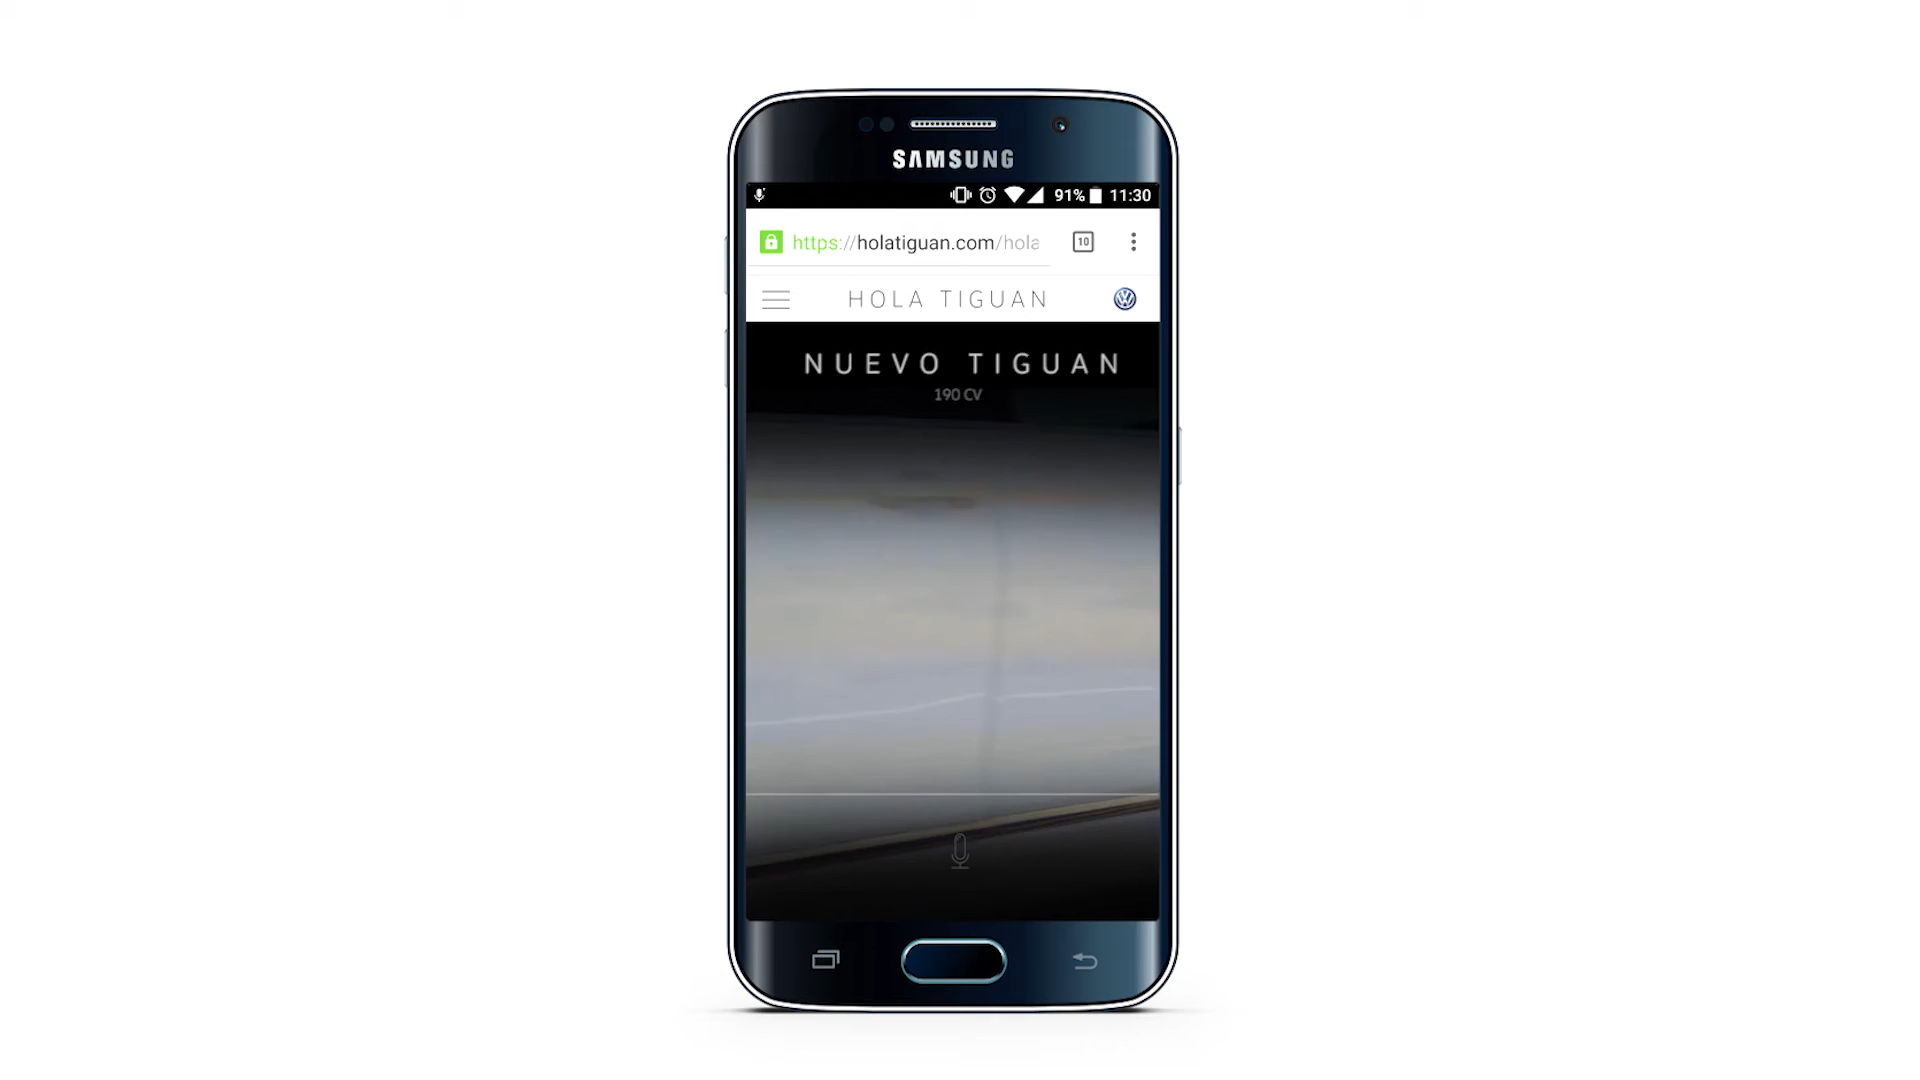 SAMSUNG
91% 11:30
https://holatiguan.com/hola
10
HOLA TIGUAN
NUEVO TIGUAN
190 CV